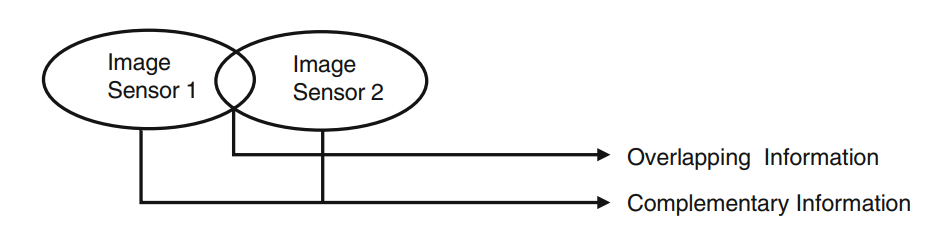 Image
Sensor 1
Image
Sensor 2
Overlapping Information
Complementary Information